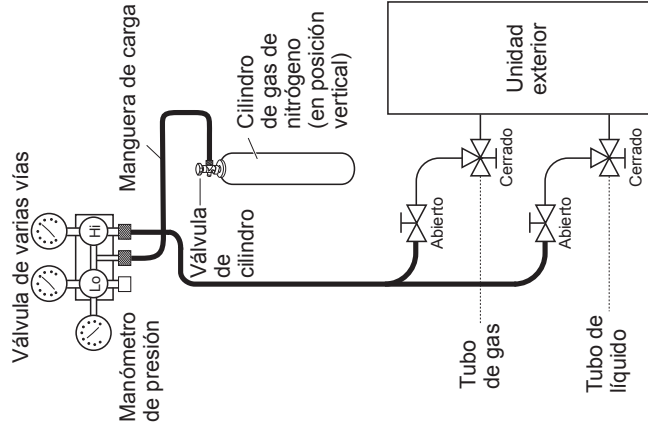 Válvula de varias vías
Manómetro
de presión
Lo
Hi
Manguera de carga
Válvula
de
cilindro
Cilindro
de gas de
nitrógeno
(en posición
vertical)
Unidad
exterior
Abierto
Cerrado
Tubo
de gas
Abierto
Cerrado
Tubo de
líquido